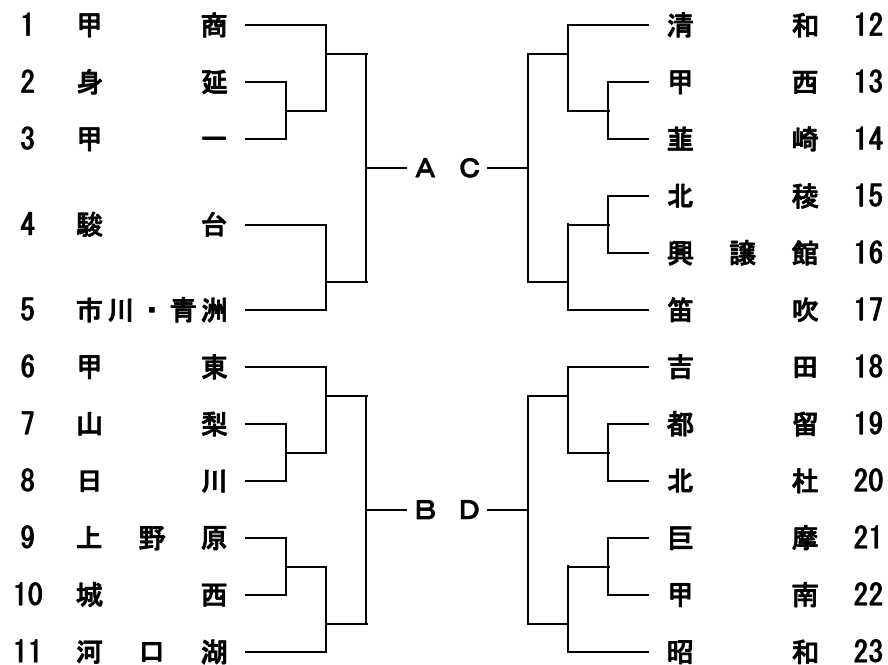 1 甲商 清和 12
2 身延 甲西 13
3 甲一 韮崎 14
A C
北稜 15
4 駿台
興譲館 16
5 市川・青洲 笛吹 17
6 甲東 吉田 18
7 山梨 都留 19
8 日川 北杜 20
B D
9 上野原 巨摩 21
10 城西 甲南 22
11 河口湖 昭和 23